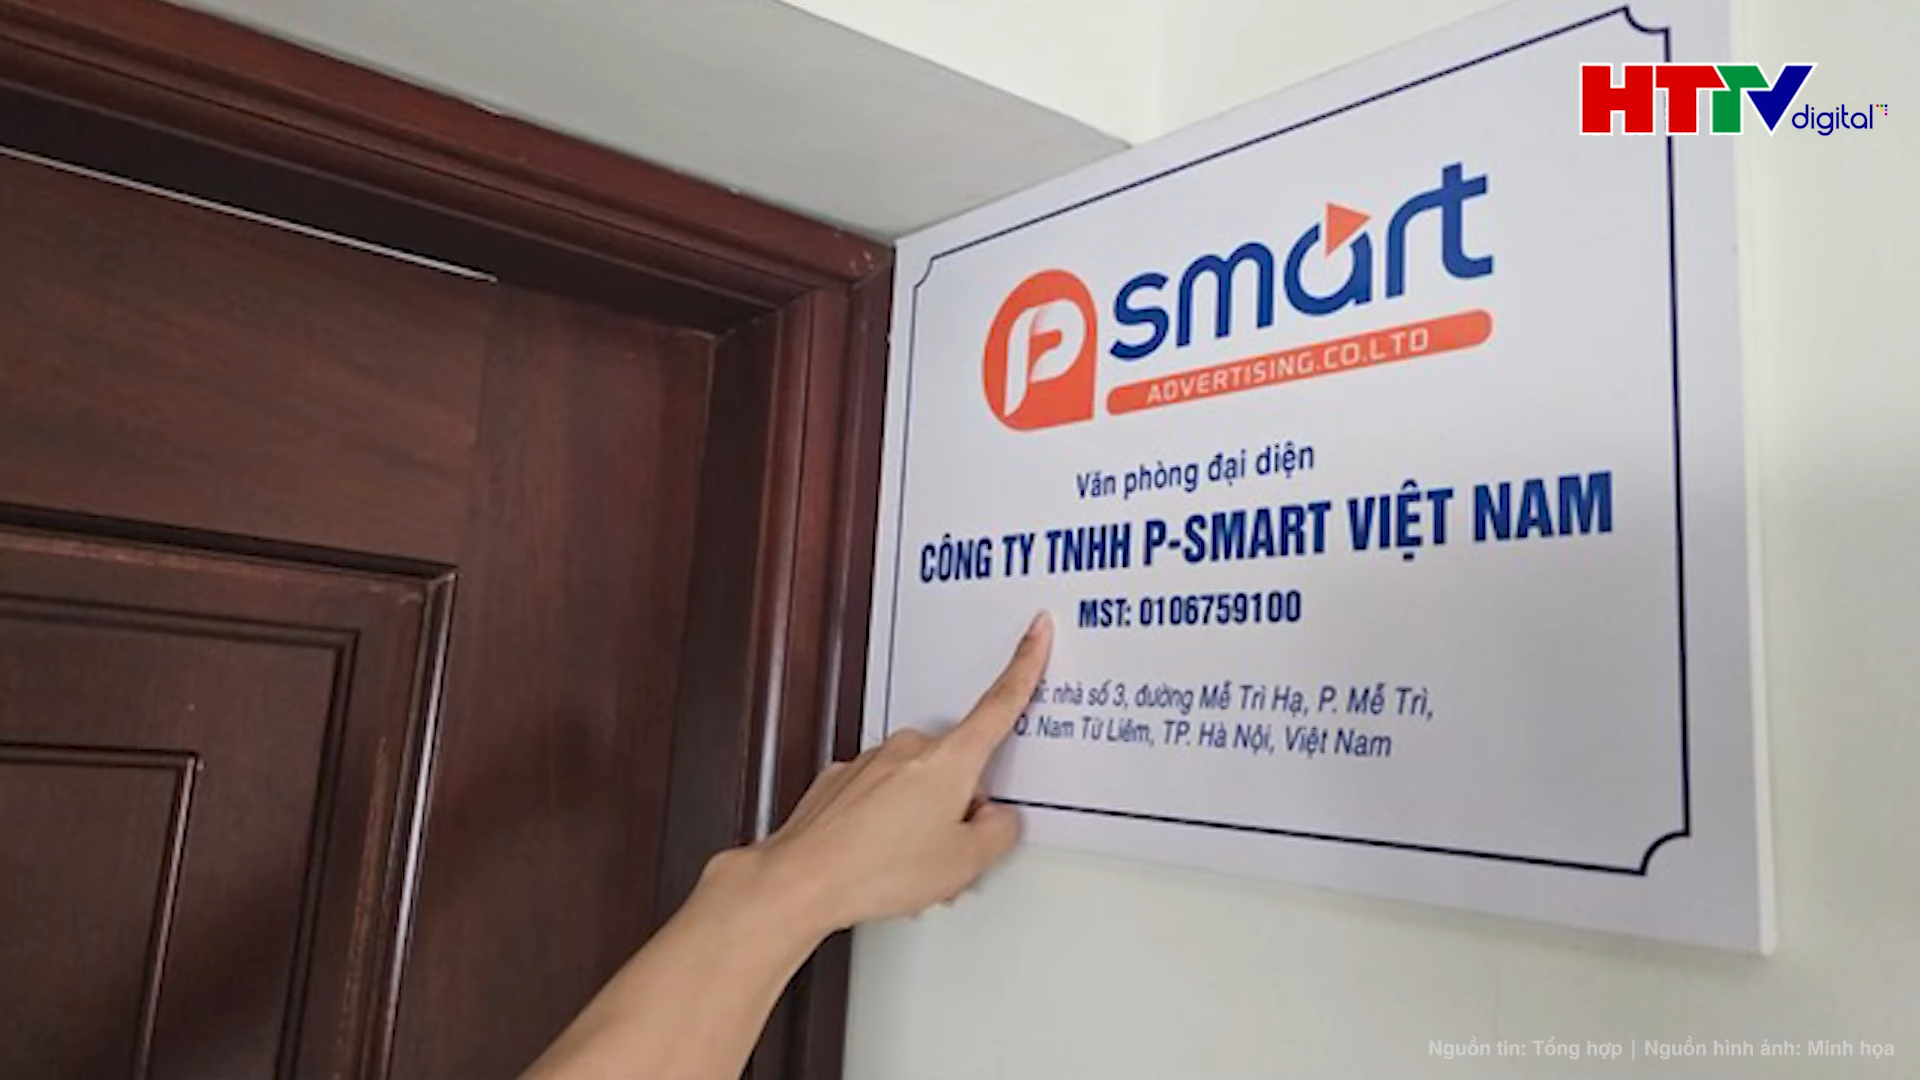 HTTV digital
P smart
ADVERTISING.CO.LTD
Văn phòng đại diện
CÔNG TY TNHH P-SMART VIỆT NAM
MST: 0106759100
nhà số 3, đường Mễ Trì Hạ, P. Mễ Trì,
Q. Nam Từ Liêm, TP. Hà Nội, Việt Nam
Nguồn tin: Tổng hợp | Nguồn hình ảnh: Minh họa